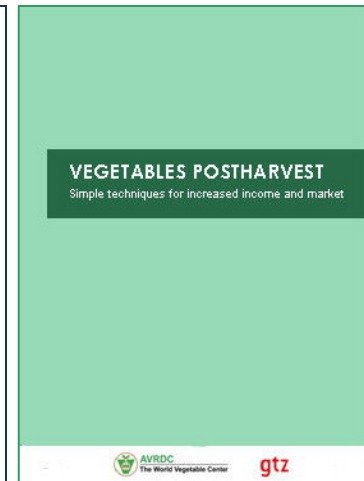 VEGETABLES POSTHARVEST
Simple techniques for increased income and market
AVRDC
The World Vegetable Center
gtz